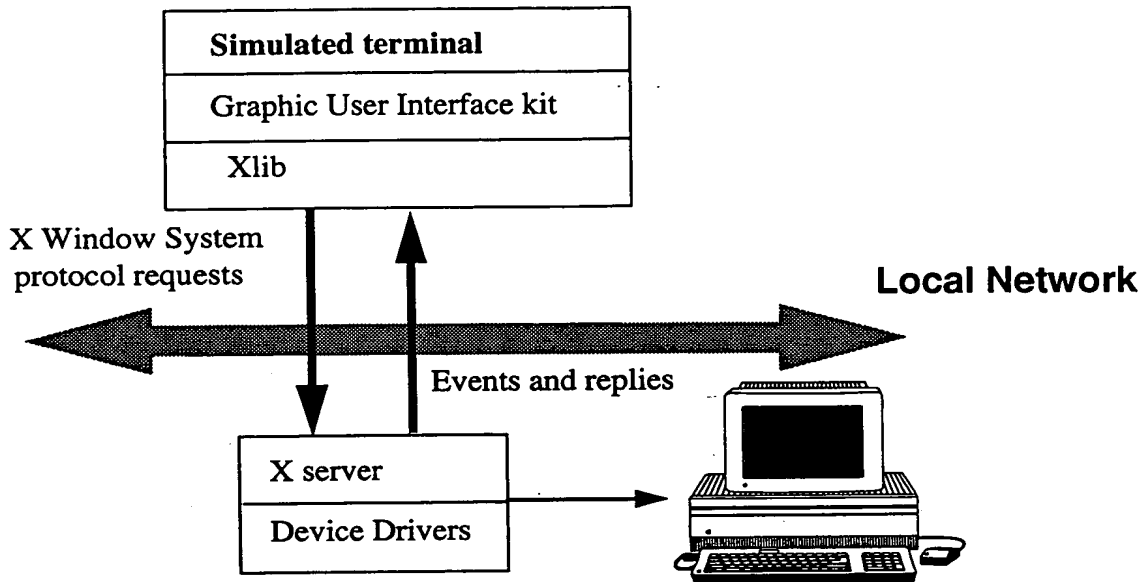 Simulated terminal
Graphic User Interface kit
Xlib
X Window System
protocol requests
Local Network
Events and replies
X server
Device Drivers